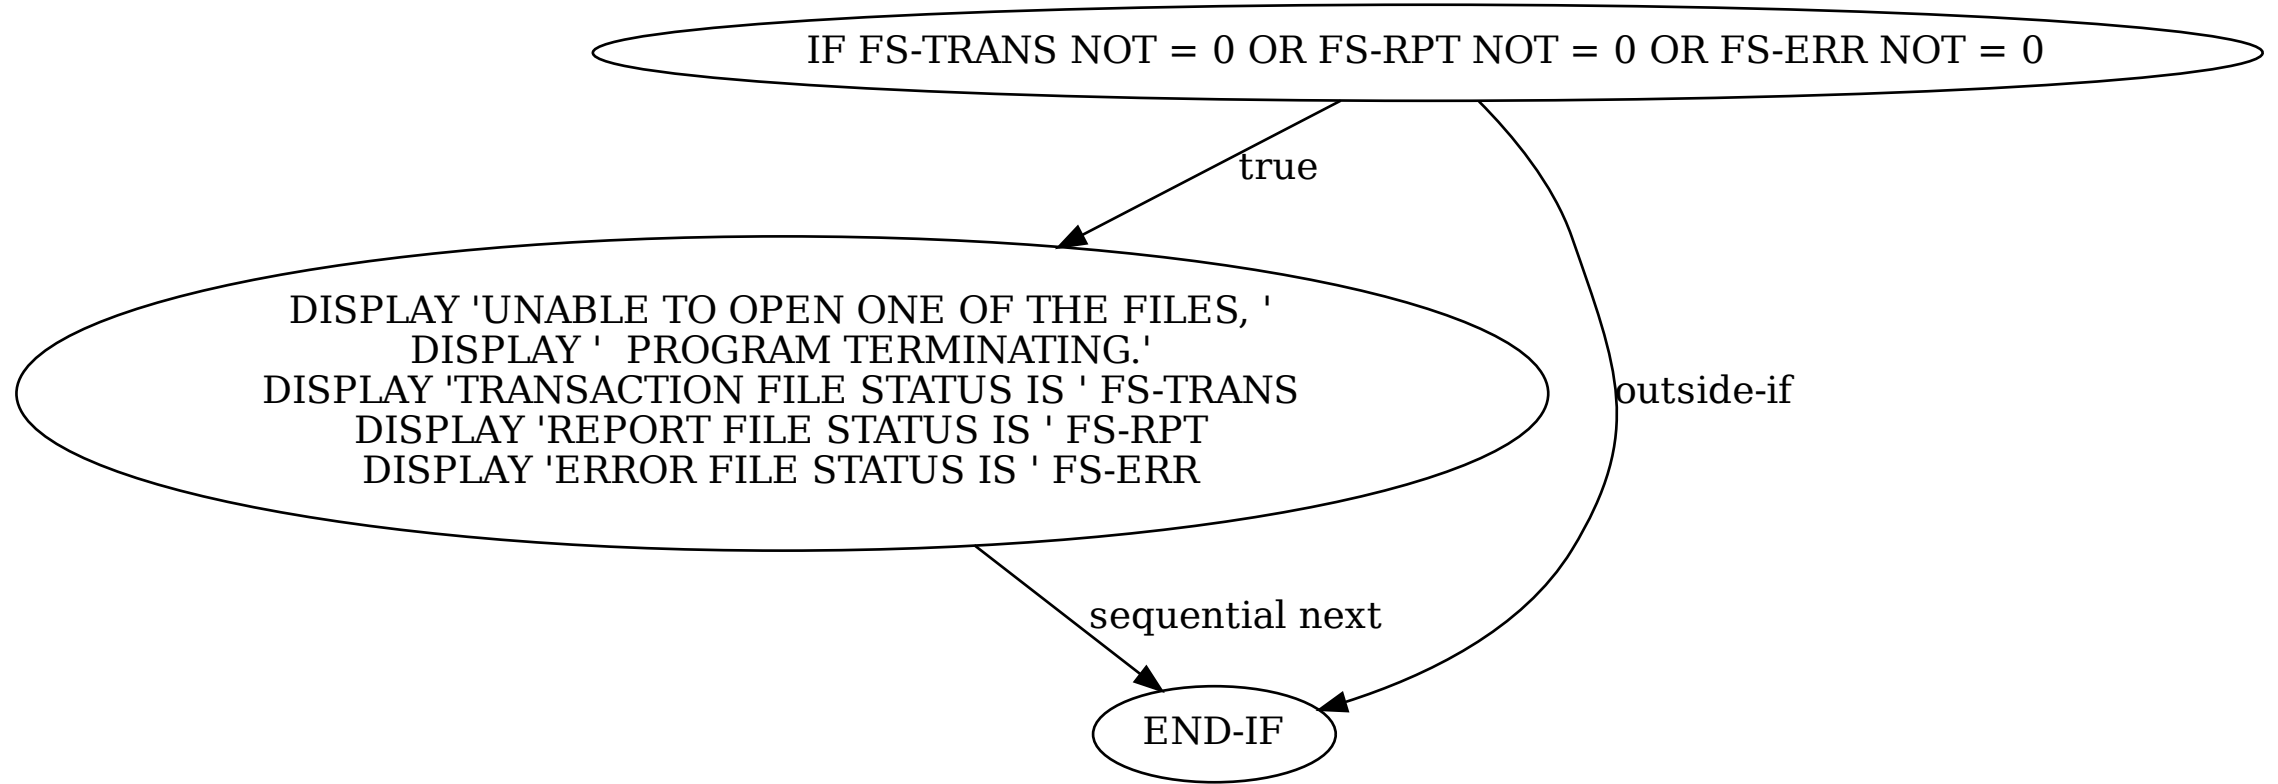 IF FS-TRANS NOT = 0 OR FS-RPT NOT = 0 OR FS-ERR NOT = 0
true
DISPLAY 'UNABLE TO OPEN ONE OF THE FILES, '
DISPLAY '  PROGRAM TERMINATING.'
DISPLAY 'TRANSACTION FILE STATUS IS ' FS-TRANS
DISPLAY 'REPORT FILE STATUS IS ' FS-RPT
DISPLAY 'ERROR FILE STATUS IS ' FS-ERR
outside-if
sequential next
END-IF